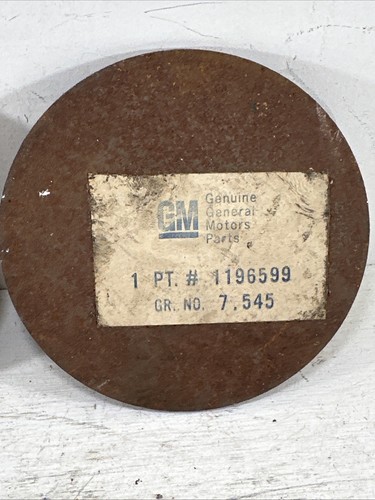 GM
Genuine
General
Motors
Parts
1 PT. # 1196599
GR. NO. 7.545